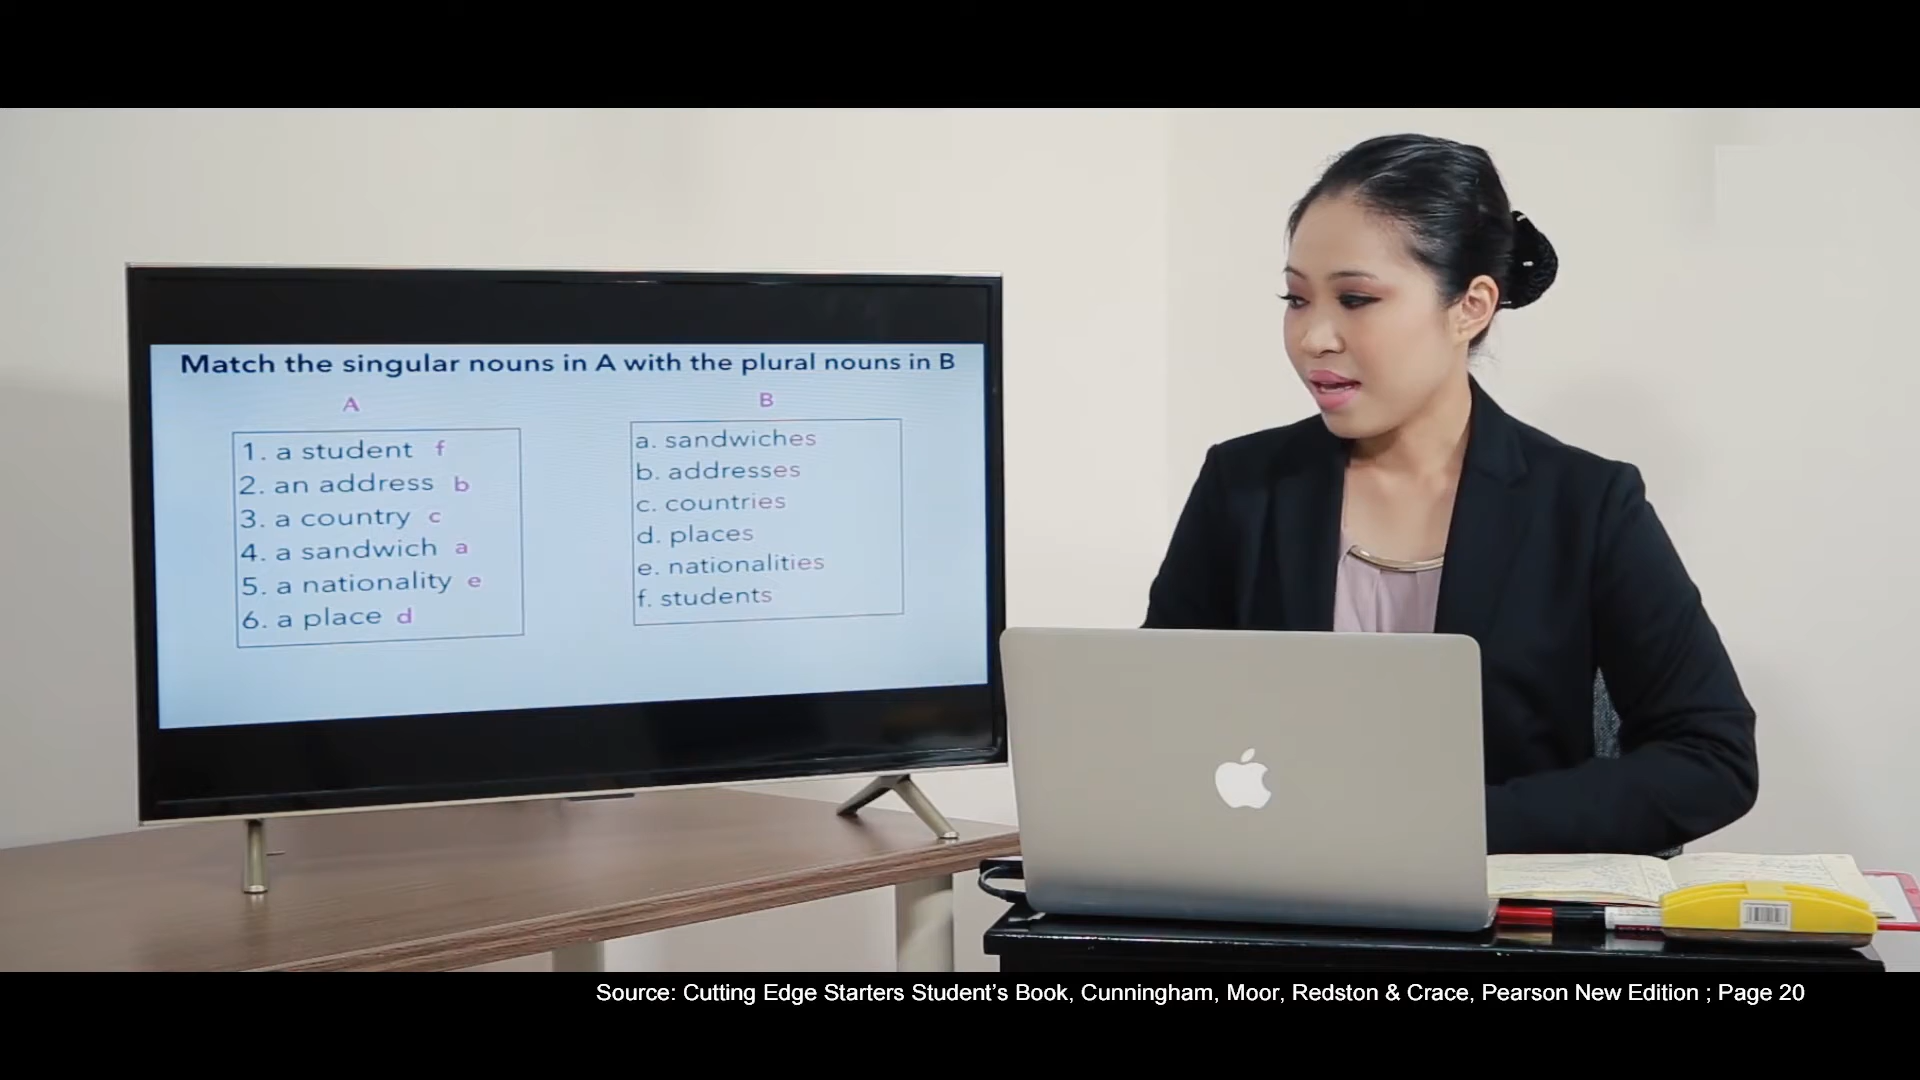 Match the singular nouns in A with the plural nouns in B
A
1. a student f
2. an address b
3. a country c
4. a sandwich a
5. a nationality e
6. a place d
B
a. sandwiches
b. addresses
c. countries
d. places
e. nationalities
f. students
Source: Cutting Edge Starters Student’s Book, Cunningham, Moor, Redston & Crace, Pearson New Edition ; Page 20